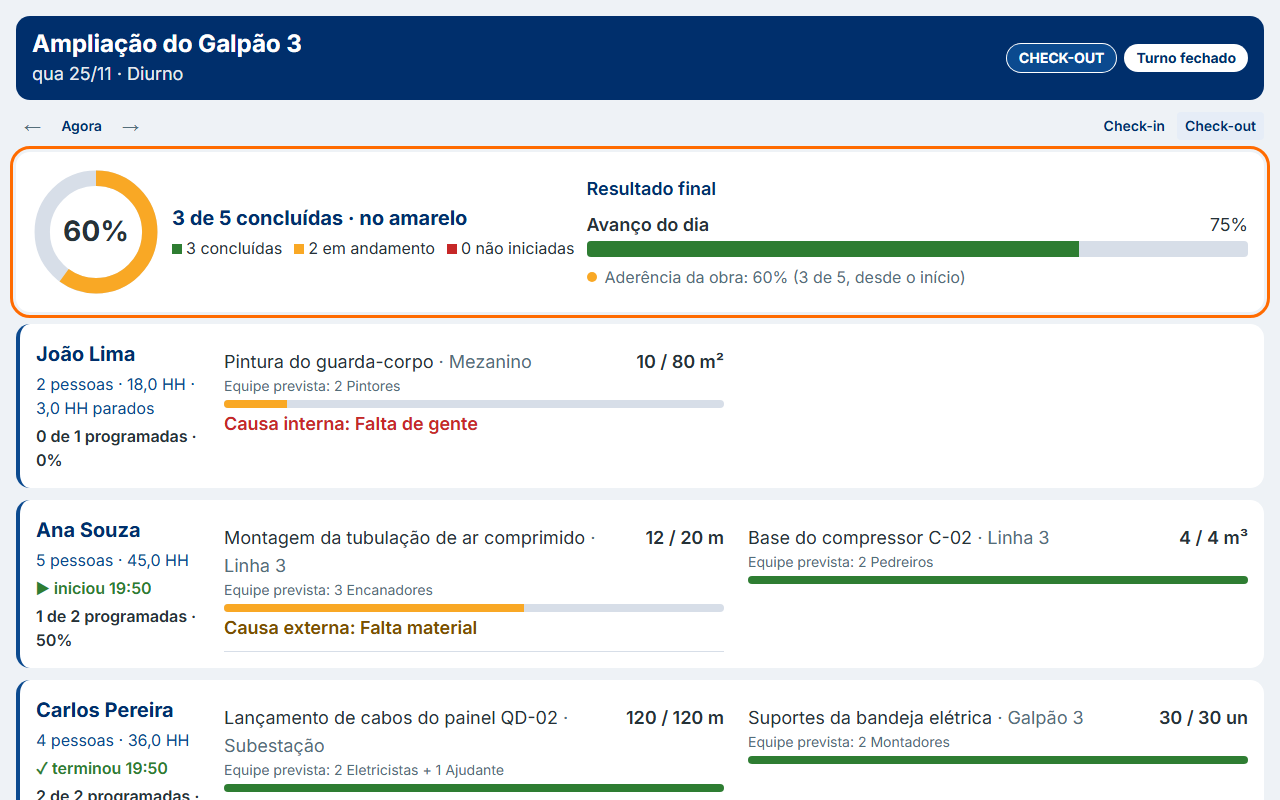 Ampliação do Galpão 3
qua 25/11 · Diurno
CHECK-OUT
Turno fechado
← Agora →
Check-in
Check-out
60%
3 de 5 concluídas · no amarelo
3 concluídas 2 em andamento 0 não iniciadas
Resultado final
Avanço do dia 75%
Aderência da obra: 60% (3 de 5, desde o início)
João Lima
2 pessoas · 18,0 HH ·
3,0 HH parados
0 de 1 programadas ·
0%
Pintura do guarda-corpo · Mezanino 10 / 80 m²
Equipe prevista: 2 Pintores
Causa interna: Falta de gente
Ana Souza
5 pessoas · 45,0 HH
▶ iniciou 19:50
1 de 2 programadas ·
50%
Montagem da tubulação de ar comprimido · 12 / 20 m
Linha 3
Equipe prevista: 3 Encanadores
Causa externa: Falta material
Base do compressor C-02 · Linha 3 4 / 4 m³
Equipe prevista: 2 Pedreiros
Carlos Pereira
4 pessoas · 36,0 HH
✓ terminou 19:50
2 de 2 programadas ·
Lançamento de cabos do painel QD-02 · 120 / 120 m
Subestação
Equipe prevista: 2 Eletricistas + 1 Ajudante
Suportes da bandeja elétrica · Galpão 3 30 / 30 un
Equipe prevista: 2 Montadores